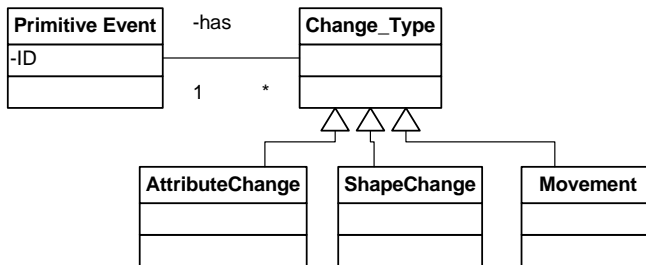 Primitive Event
-has
Change_Type
-ID
1
*
AttributeChange
ShapeChange
Movement